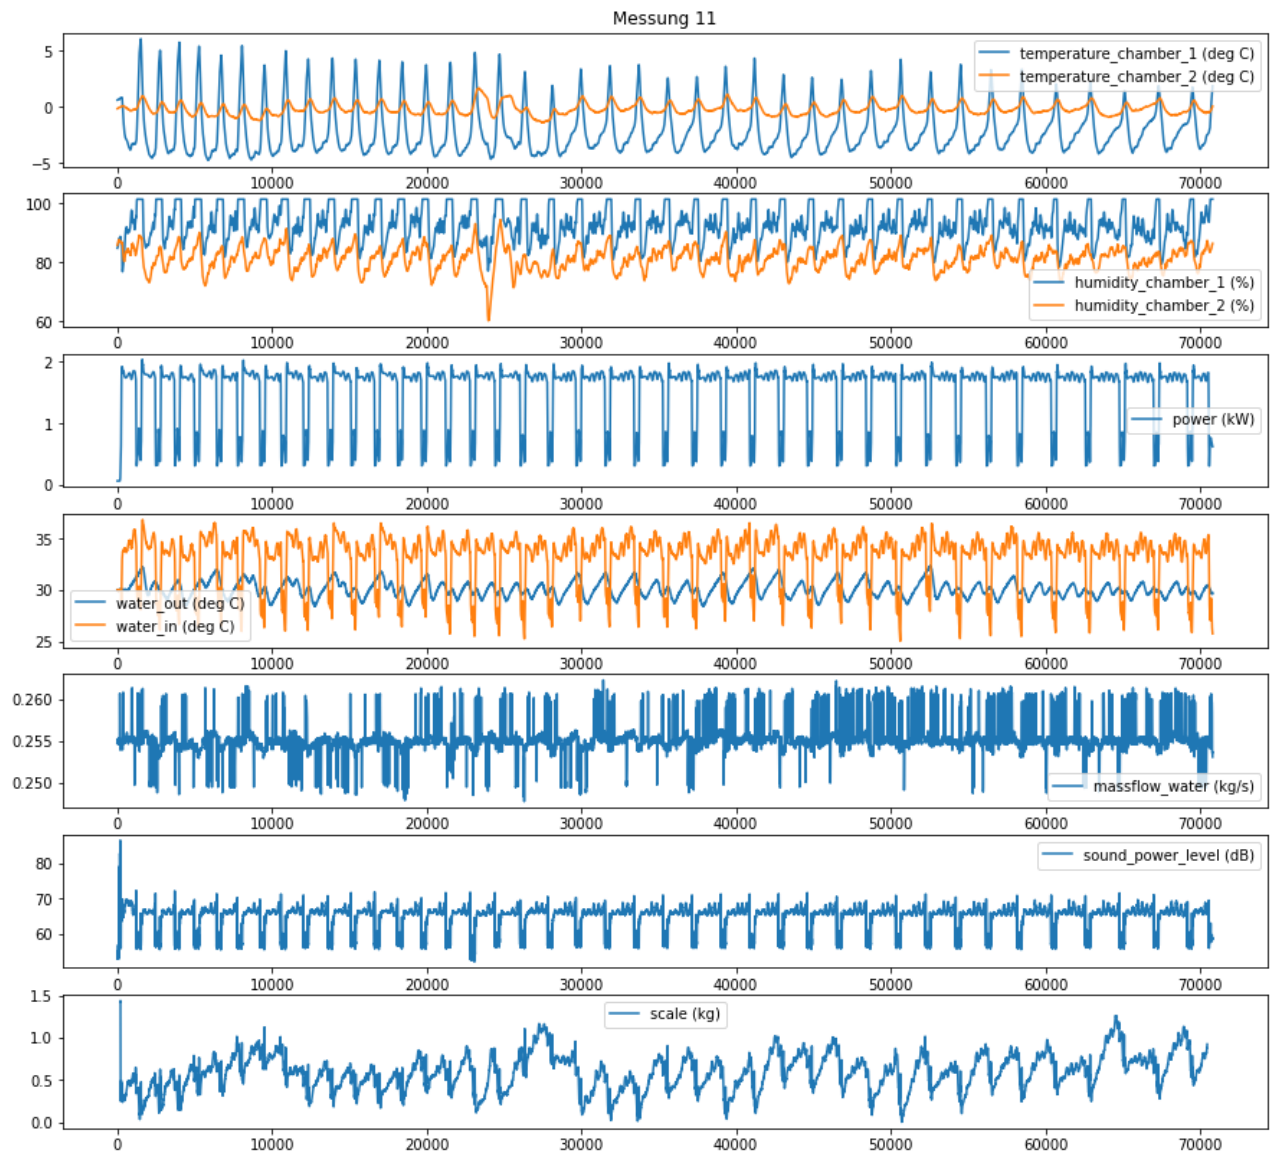 Messung 11
5
0
−5
temperature_chamber_1 (deg C)
temperature_chamber_2 (deg C)
0 10000 20000 30000 40000 50000 60000 70000
100
80
60
humidity_chamber_1 (%)
humidity_chamber_2 (%)
0 10000 20000 30000 40000 50000 60000 70000
2
1
0
power (kW)
0 10000 20000 30000 40000 50000 60000 70000
35
30
25
water_out (deg C)
water_in (deg C)
0 10000 20000 30000 40000 50000 60000 70000
0.260
0.255
0.250
massflow_water (kg/s)
0 10000 20000 30000 40000 50000 60000 70000
80
70
60
sound_power_level (dB)
0 10000 20000 30000 40000 50000 60000 70000
1.5
1.0
0.5
0.0
scale (kg)
0 10000 20000 30000 40000 50000 60000 70000